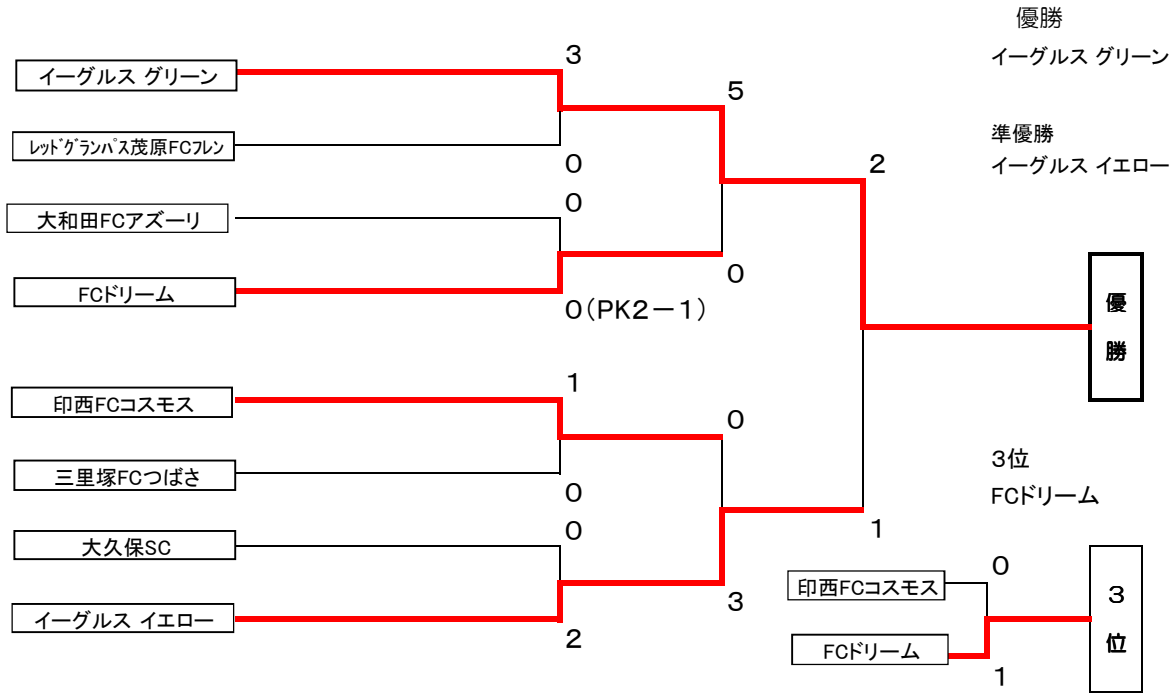 優勝
イーグルス グリーン
3
イーグルス グリーン
5
準優勝
ﾚｯﾄﾞｸﾞﾗﾝﾊﾟｽ茂原FCﾌﾚﾝ
0
2
イーグルス イエロー
0
大和田FCアズーリ
0
FCドリーム
0(PK2－1)
優
勝
1
印西FCコスモス
0
3位
三里塚FCつばさ
0
FCドリーム
0
1
大久保SC
0
印西FCコスモス
3
3
イーグルス イエロー
2
FCドリーム
位
1